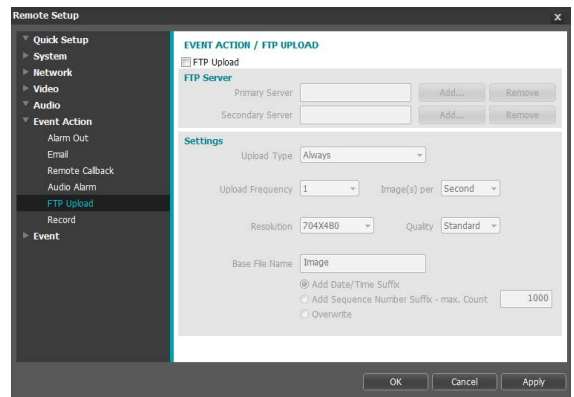 Remote Setup
x
Quick Setup
System
Network
Video
Audio
Event Action
Alarm Out
Email
Remote Callback
Audio Alarm
FTP Upload
Record
Event
EVENT ACTION / FTP UPLOAD
FTP Upload
FTP Server
Primary Server Add... Remove
Secondary Server Add... Remove
Settings
Upload Type Always
Upload Frequency 1 Image(s) per Second
Resolution 704X480 Quality Standard
Base File Name Image
Add Date/Time Suffix
Add Sequence Number Suffix - max. Count 1000
Overwrite
OK Cancel Apply